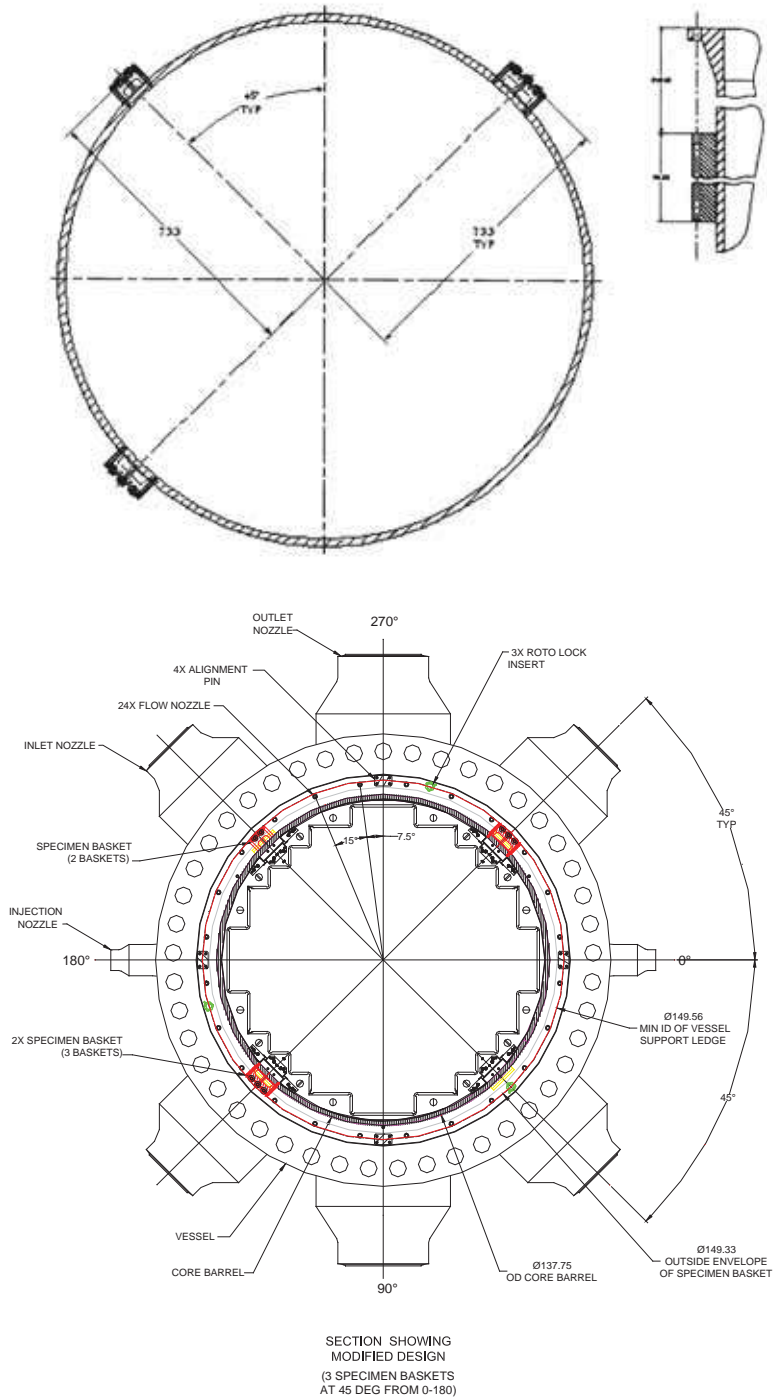 45°
TYP
733
733
TYP
OUTLET
NOZZLE
270°
4X ALIGNMENT
PIN
3X ROTO LOCK
INSERT
24X FLOW NOZZLE
INLET NOZZLE
45°
TYP
SPECIMEN BASKET
(2 BASKETS)
15°
7.5°
INJECTION
NOZZLE
180°
0°
Ø149.56
MIN ID OF VESSEL
SUPPORT LEDGE
2X SPECIMEN BASKET
(3 BASKETS)
45°
VESSEL
CORE BARREL
Ø137.75
OD CORE BARREL
Ø149.33
OUTSIDE ENVELOPE
OF SPECIMEN BASKET
90°
SECTION SHOWING
MODIFIED DESIGN
(3 SPECIMEN BASKETS
AT 45 DEG FROM 0-180)